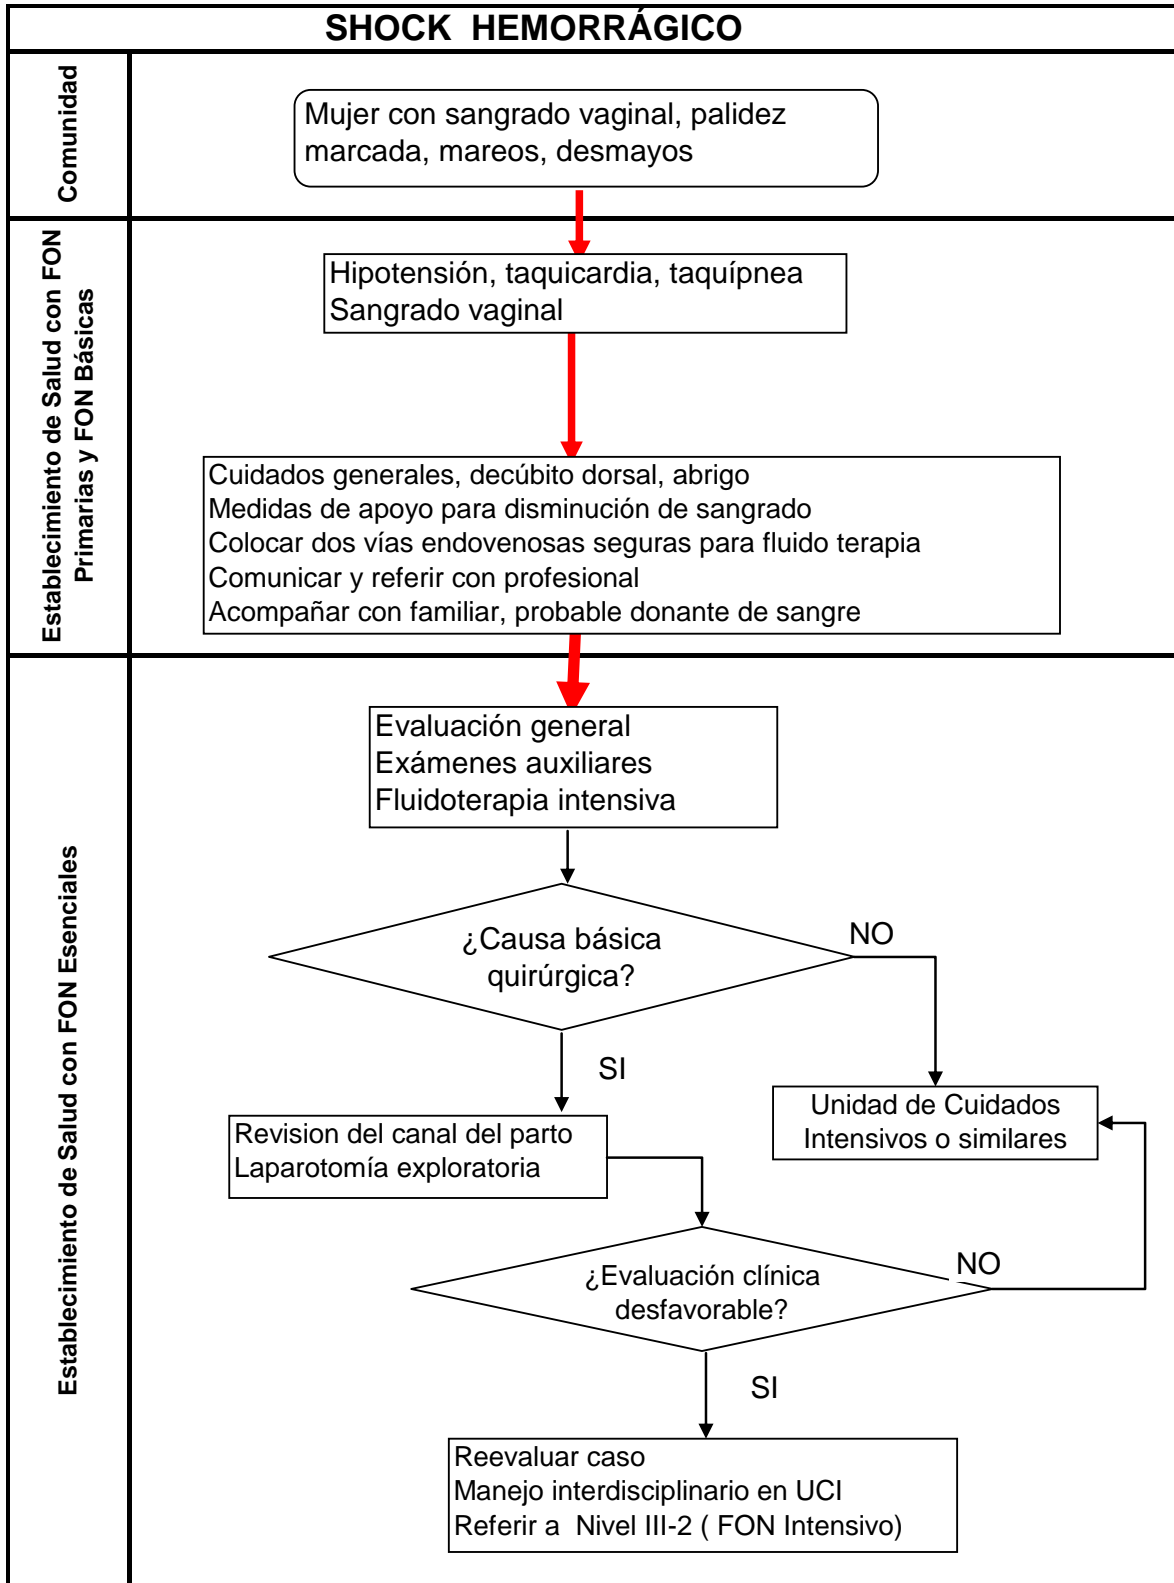 SHOCK HEMORRÁGICO
Comunidad
Mujer con sangrado vaginal, palidez
marcada, mareos, desmayos
Establecimiento de Salud con FON
Primarias y FON Básicas
Hipotensión, taquicardia, taquípnea
Sangrado vaginal
Cuidados generales, decúbito dorsal, abrigo
Medidas de apoyo para disminución de sangrado
Colocar dos vías endovenosas seguras para fluido terapia
Comunicar y referir con profesional
Acompañar con familiar, probable donante de sangre
Establecimiento de Salud con FON Esenciales
Evaluación general
Exámenes auxiliares
Fluidoterapia intensiva
¿Causa básica
quirúrgica?
NO
SI
Unidad de Cuidados
Intensivos o similares
Revision del canal del parto
Laparotomía exploratoria
¿Evaluación clínica
desfavorable?
NO
SI
Reevaluar caso
Manejo interdisciplinario en UCI
Referir a Nivel III-2 ( FON Intensivo)